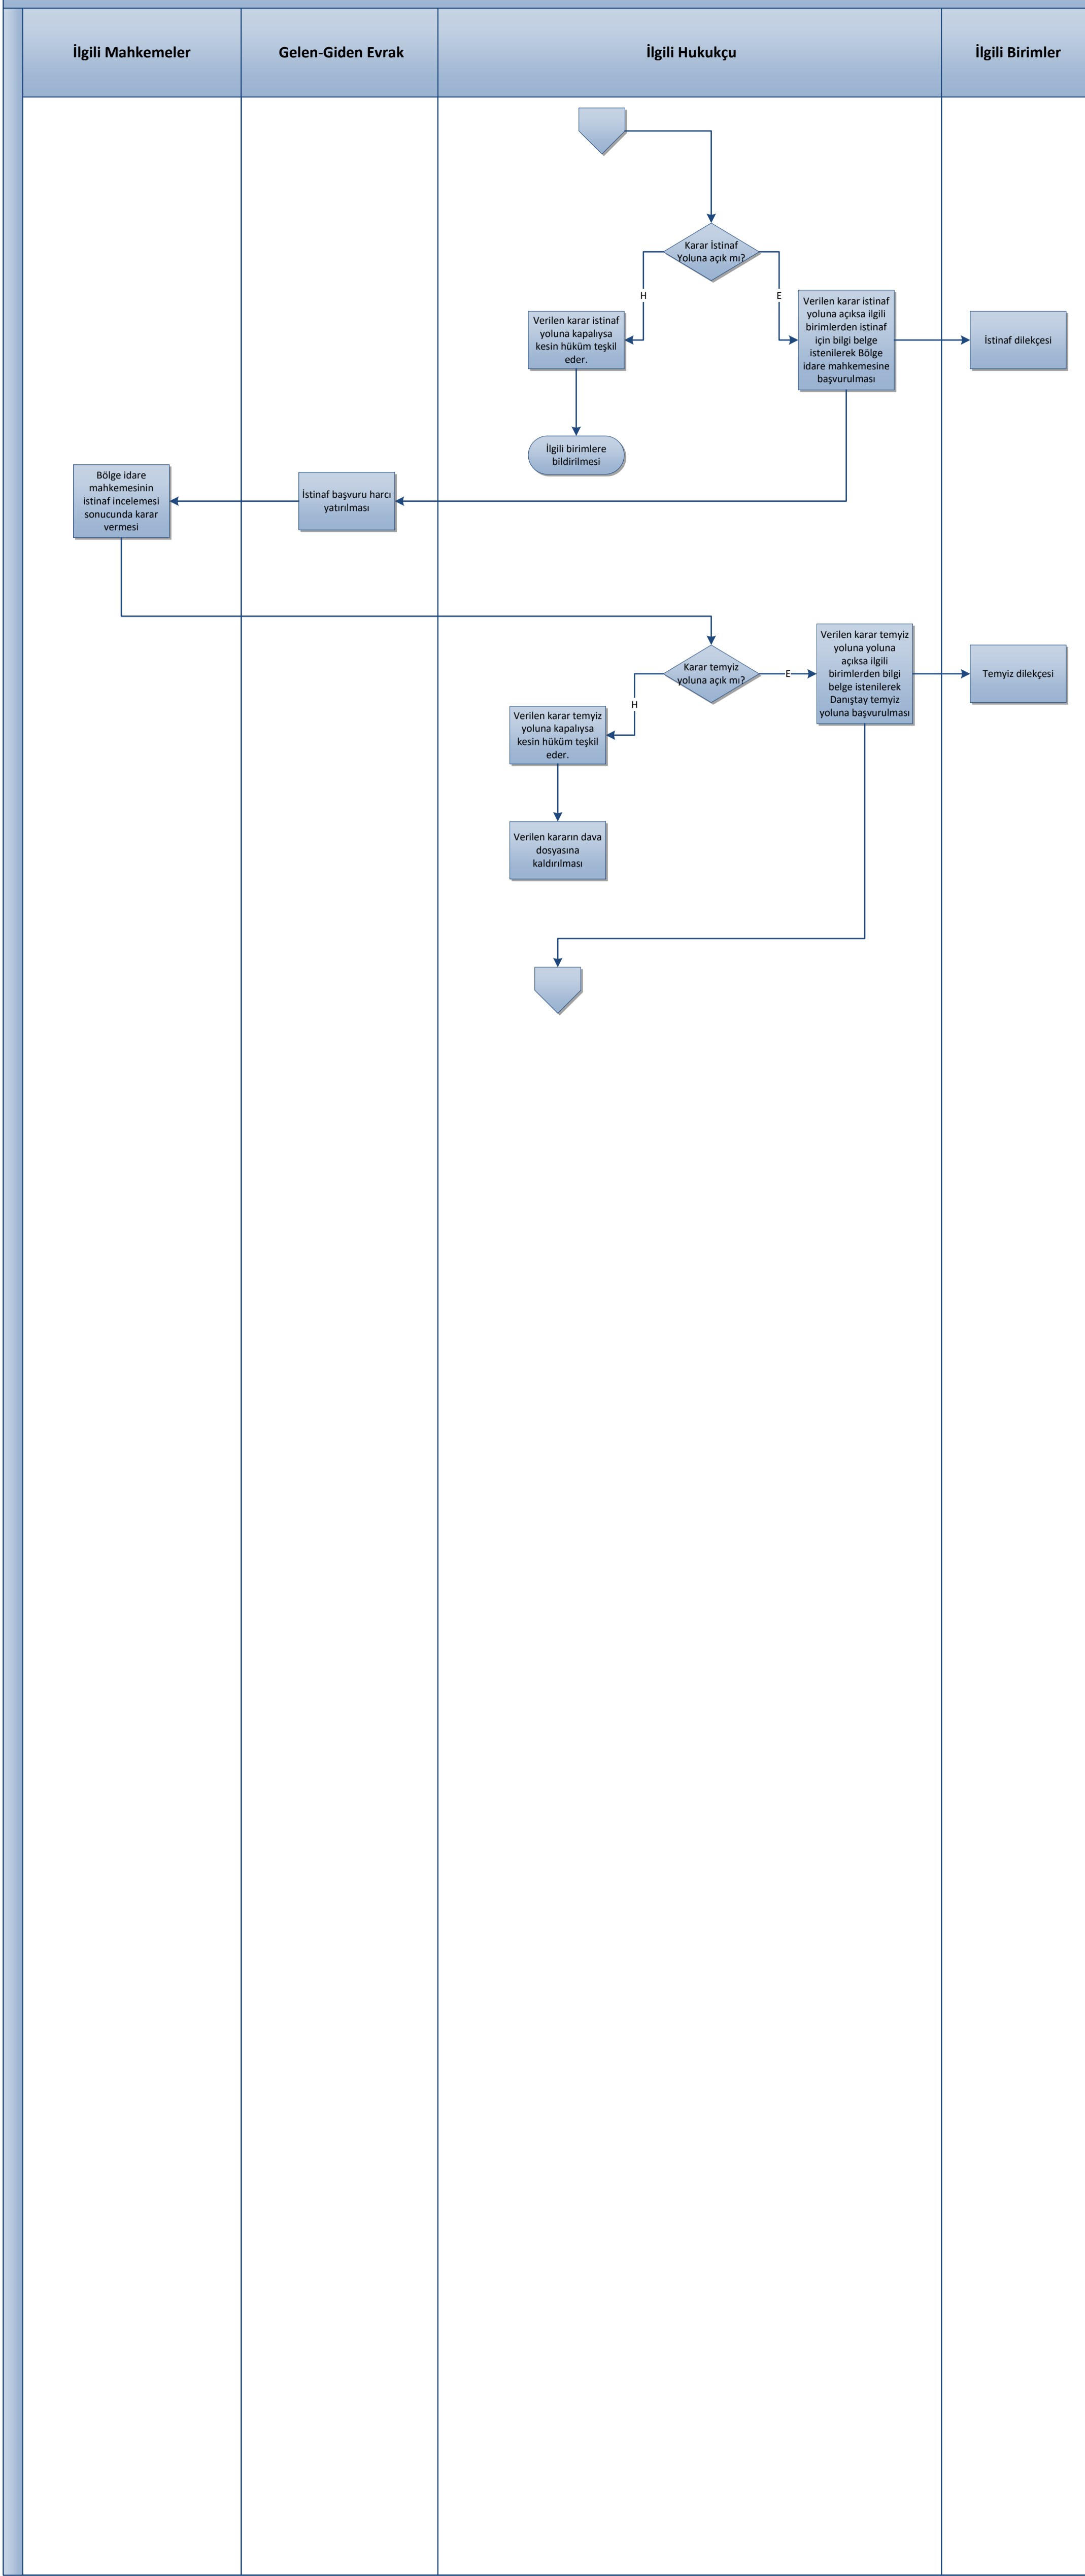 İlgili Mahkemeler
Gelen-Giden Evrak
İlgili Hukukçu
İlgili Birimler
Karar İstinaf
Yoluna açık mı?
H
E
Verilen karar istinaf
yoluna kapalıysa
kesin hüküm teşkil
eder.
Verilen karar istinaf
yoluna açıksa ilgili
birimlerden istinaf
için bilgi belge
istenilerek Bölge
idare mahkemesine
başvurulması
İstinaf dilekçesi
İlgili birimlere
bildirilmesi
Bölge idare
mahkemesinin
istinaf incelemesi
sonucunda karar
vermesi
İstinaf başvuru harcı
yatırılması
Karar temyiz
yoluna açık mı?
E
H
Verilen karar temyiz
yoluna yoluna
açıksa ilgili
birimlerden bilgi
belge istenilerek
Danıştay temyiz
yoluna başvurulması
Temyiz dilekçesi
Verilen karar temyiz
yoluna kapalıysa
kesin hüküm teşkil
eder.
Verilen kararın dava
dosyasına
kaldırılması